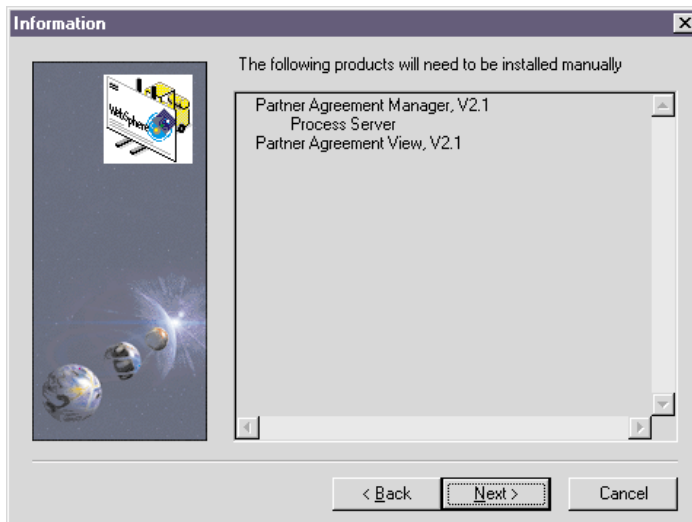 Information
The following products will need to be installed manually
WebSphere
Partner Agreement Manager, V2.1
Process Server
Partner Agreement View, V2.1
< Back
Next >
Cancel